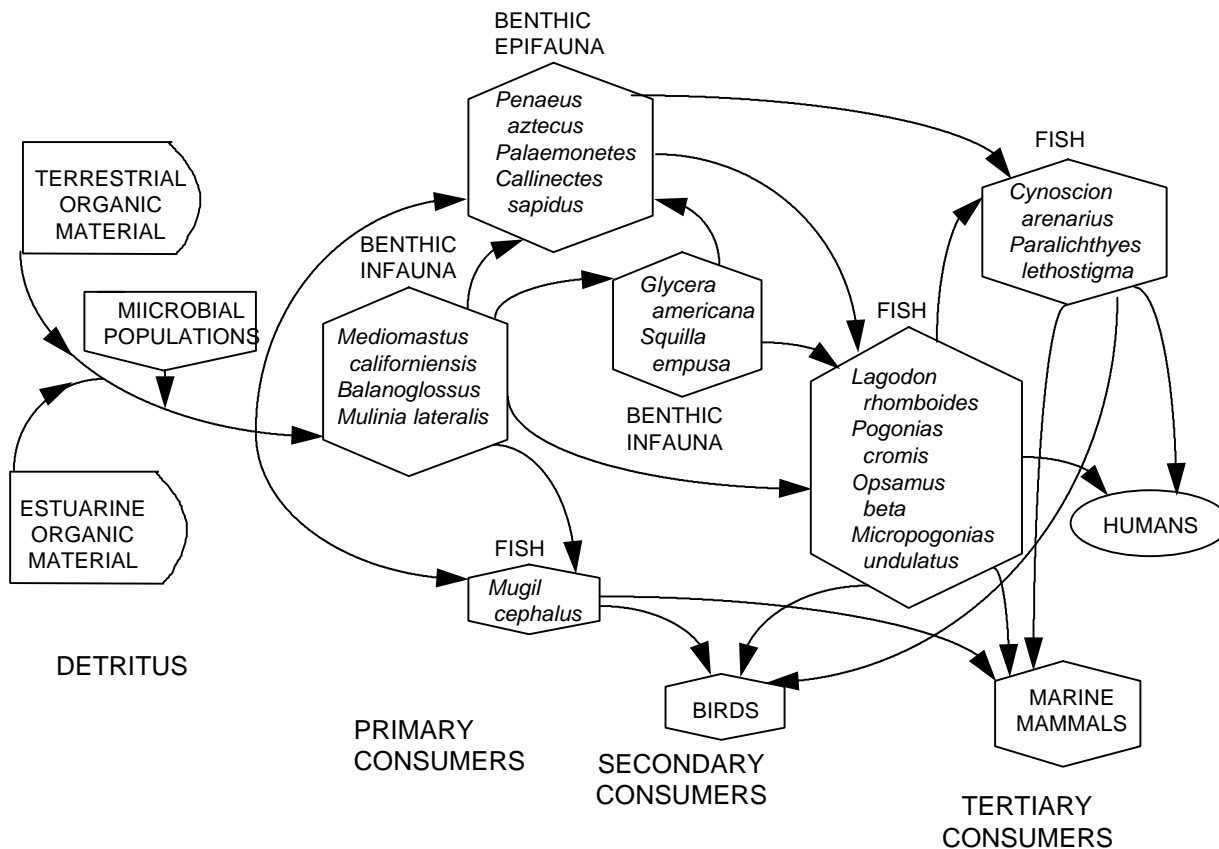 BENTHIC
EPIFAUNA
Penaeus
aztecus
Palaemonetes
Callinectes
sapidus
TERRESTRIAL
ORGANIC
MATERIAL
MIICROBIAL
POPULATIONS
ESTUARINE
ORGANIC
MATERIAL
DETRITUS
BENTHIC
INFAUNA
Mediomastus
californiensis
Balanoglossus
Mulinia lateralis
Glycera
americana
Squilla
empusa
BENTHIC
INFAUNA
FISH
Mugil
cephalus
PRIMARY
CONSUMERS
FISH
Lagodon
rhomboides
Pogonias
cromis
Opsamus
beta
Micropogonias
undulatus
BIRDS
SECONDARY
CONSUMERS
FISH
Cynoscion
arenarius
Paralichthyes
lethostigma
HUMANS
MARINE
MAMMALS
TERTIARY
CONSUMERS